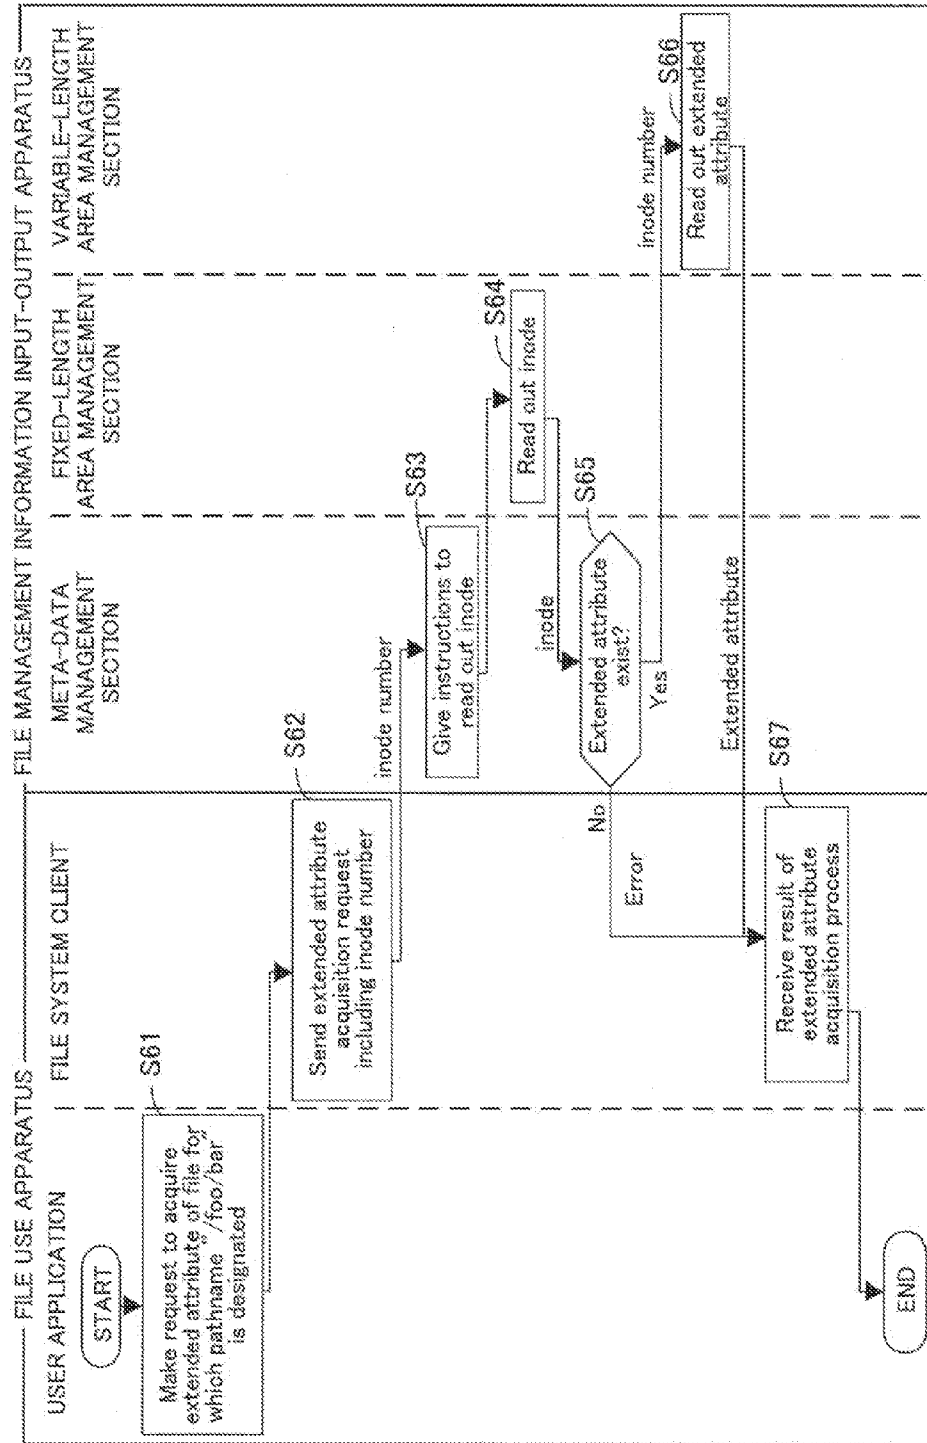 FILE USE APPARATUS
FILE MANAGEMENT INFORMATION INPUT-OUTPUT APPARATUS
USER APPLICATION
FILE SYSTEM CLIENT
META-DATA
MANAGEMENT
SECTION
FIXED-LENGTH
AREA MANAGEMENT
SECTION
VARIABLE-LENGTH
AREA MANAGEMENT
SECTION
START
S61
Make request to acquire
extended attribute of file for
which pathname "/foo/bar"
is designated
S62
Send extended attribute
acquisition request
including inode number
inode number
S63
Give instructions to
read out inode
S64
Read out inode
inode
S65
Extended attribute
exist?
No
Error
Yes
inode number
S66
Read out extended
attribute
Extended attribute
S67
Receive result of
extended attribute
acquisition process
END